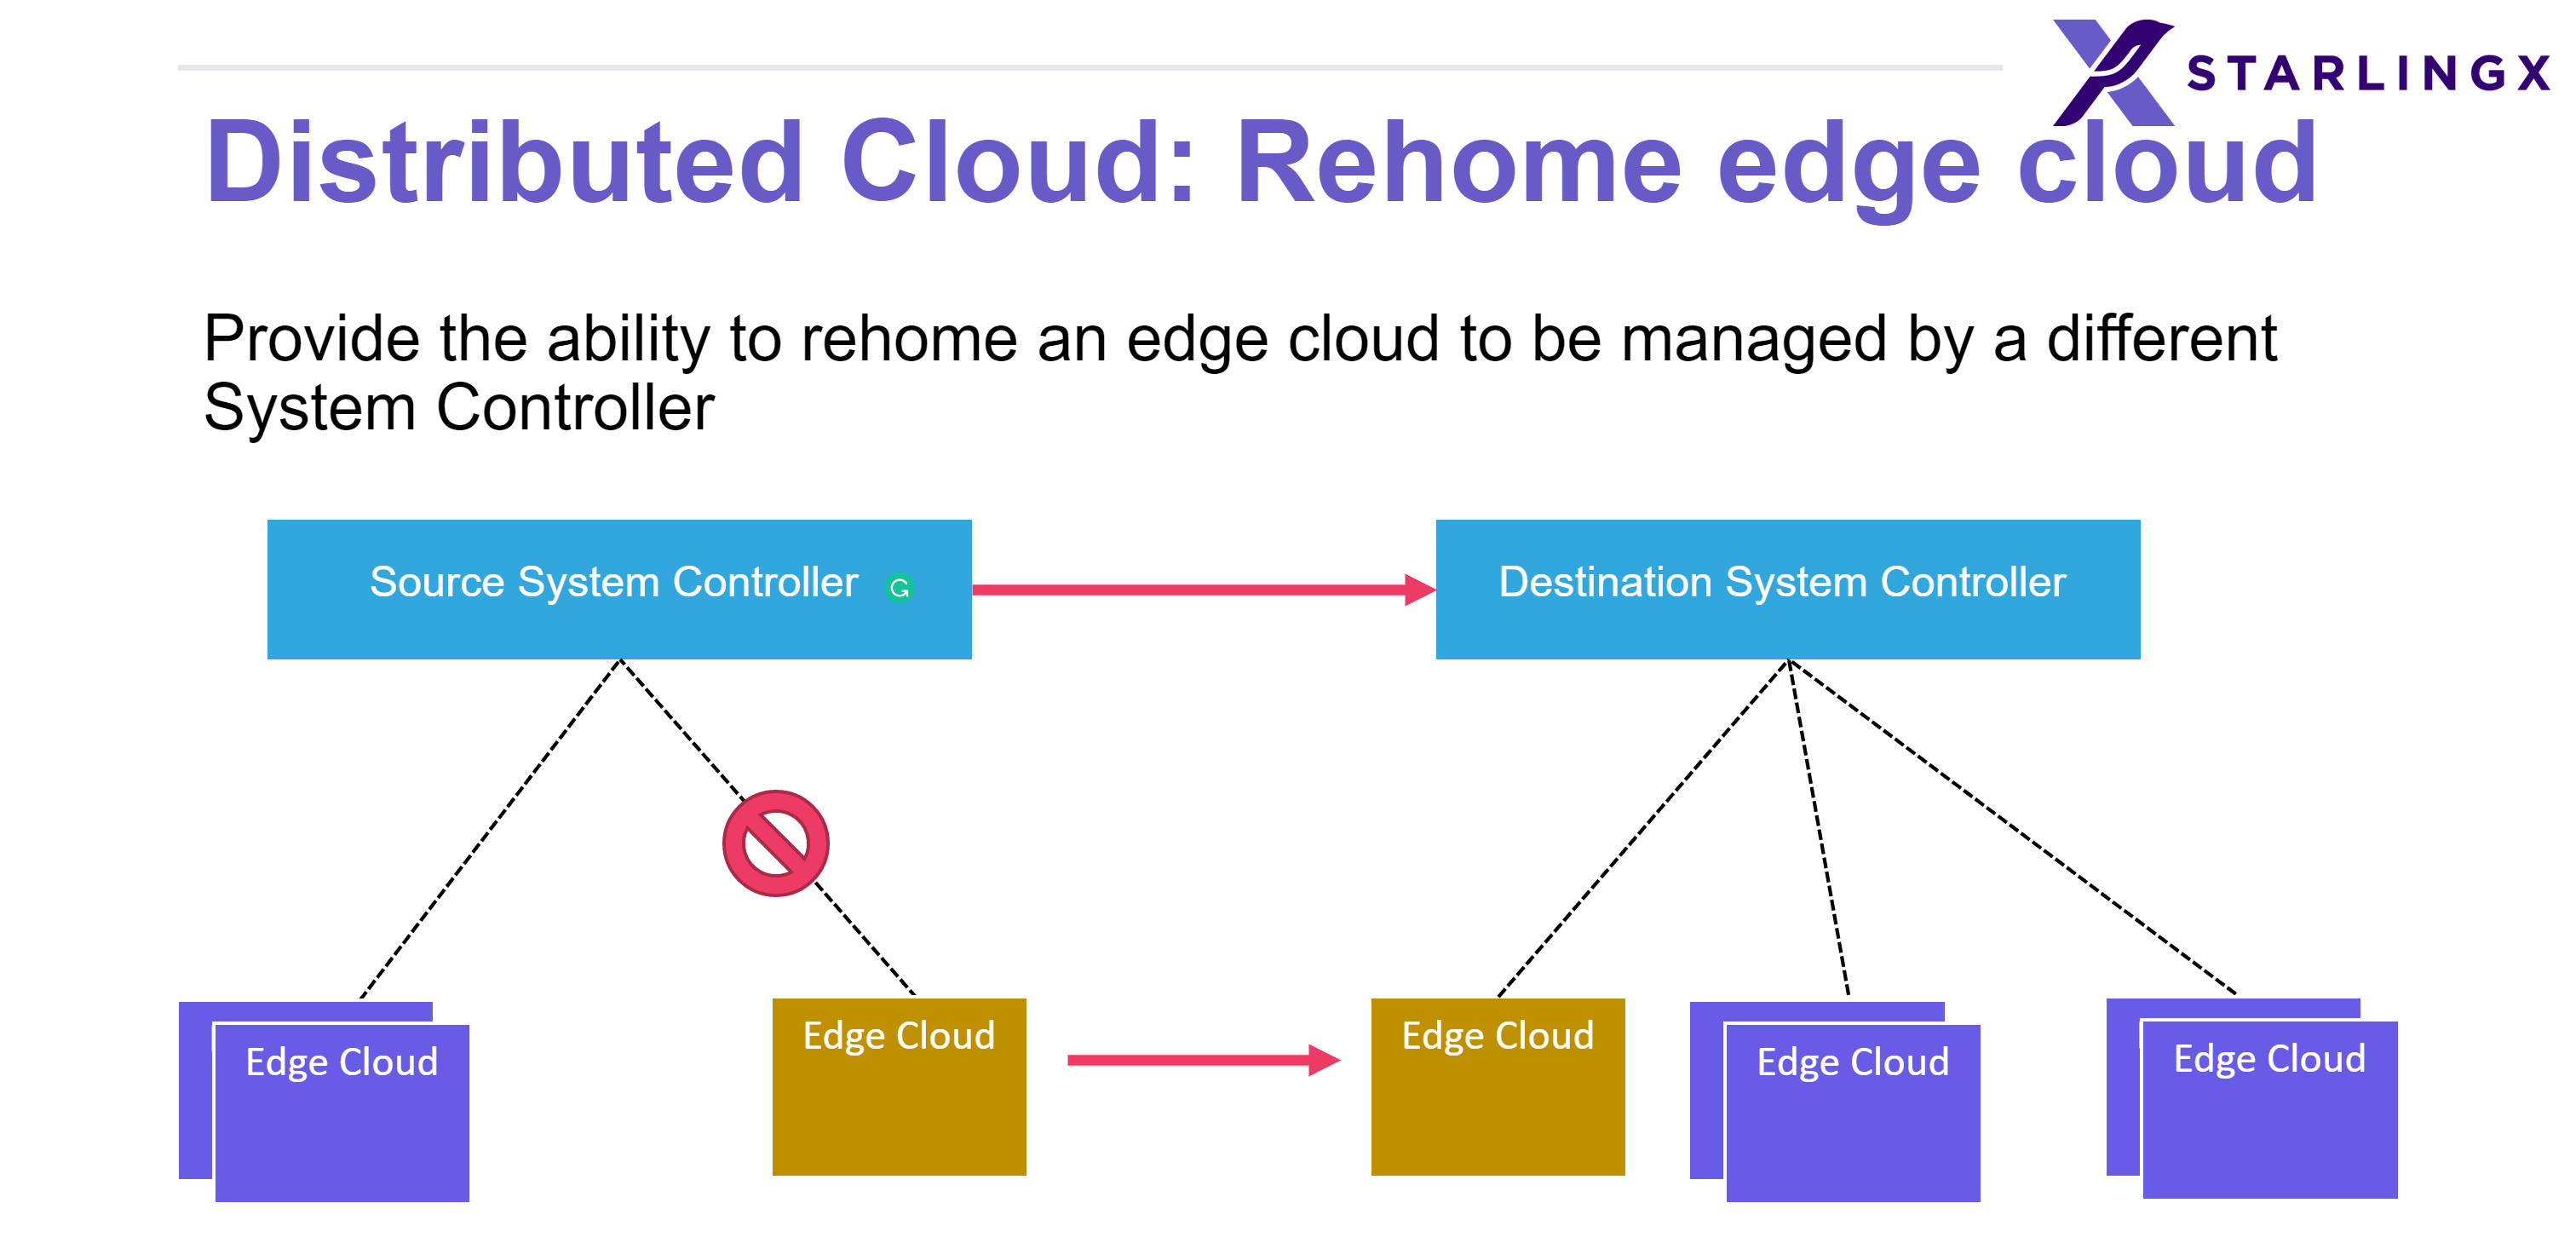 STARLINGX
Distributed Cloud: Rehome edge cloud
Provide the ability to rehome an edge cloud to be managed by a different
System Controller
Source System Controller
Destination System Controller
Edge Cloud
Edge Cloud
Edge Cloud
Edge Cloud
Edge Cloud